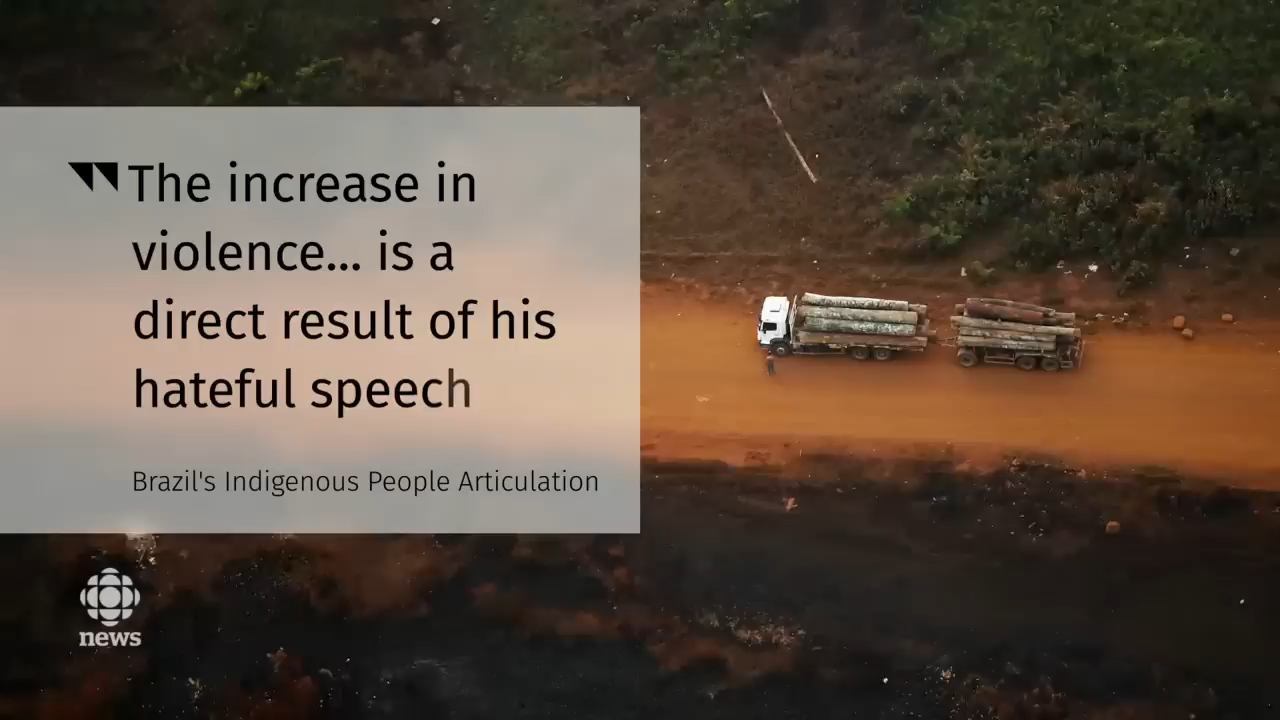 The increase in
violence... is a
direct result of his
hateful speech
Brazil's Indigenous People Articulation
news